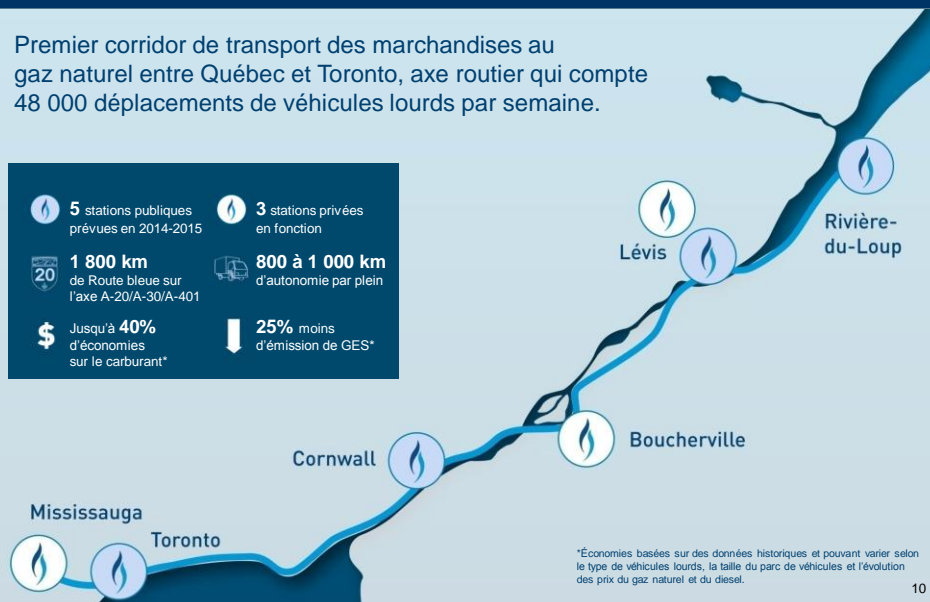 Premier corridor de transport des marchandises au
gaz naturel entre Québec et Toronto, axe routier qui compte
48 000 déplacements de véhicules lourds par semaine.
5 stations publiques
prévues en 2014-2015
3 stations privées
en fonction
20
1 800 km
de Route bleue sur
l'axe A-20/A-30/A-401
800 à 1 000 km
d'autonomie par plein
$
Jusqu'à 40%
d'économies
sur le carburant*
25% moins
d'émission de GES*
Rivière-
du-Loup
Lévis
Boucherville
Cornwall
Mississauga
Toronto
*Économies basées sur des données historiques et pouvant varier selon
le type de véhicules lourds, la taille du parc de véhicules et l'évolution
des prix du gaz naturel et du diesel.
10